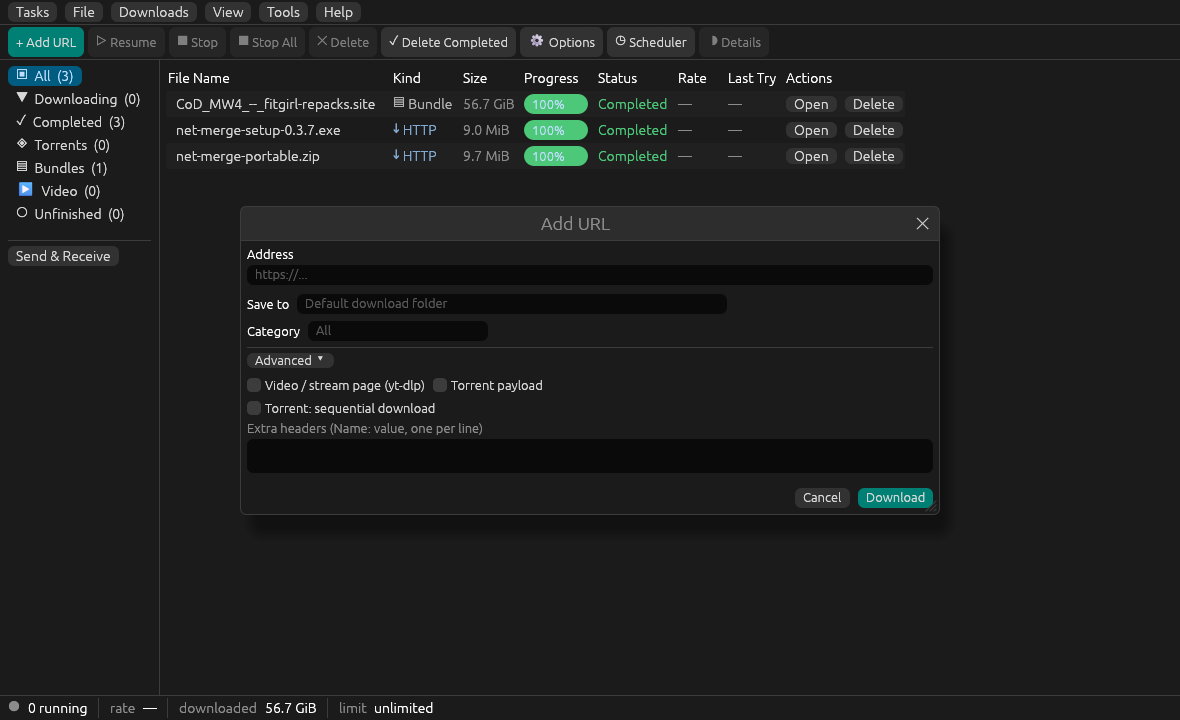 Tasks File Downloads View Tools Help
+ Add URL Resume Stop Stop All Delete Delete Completed Options Scheduler Details
All (3)
Downloading (0)
Completed (3)
Torrents (0)
Bundles (1)
Video (0)
Unfinished (0)
Send & Receive
File Name Kind Size Progress Status Rate Last Try Actions
CoD_MW4_--_fitgirl-repacks.site Bundle 56.7 GiB 100% Completed — — Open Delete
net-merge-setup-0.3.7.exe HTTP 9.0 MiB 100% Completed — — Open Delete
net-merge-portable.zip HTTP 9.7 MiB 100% Completed — — Open Delete
Add URL
Address
https://...
Save to Default download folder
Category All
Advanced
Video / stream page (yt-dlp) Torrent payload
Torrent: sequential download
Extra headers (Name: value, one per line)
Cancel Download
0 running rate — downloaded 56.7 GiB limit unlimited